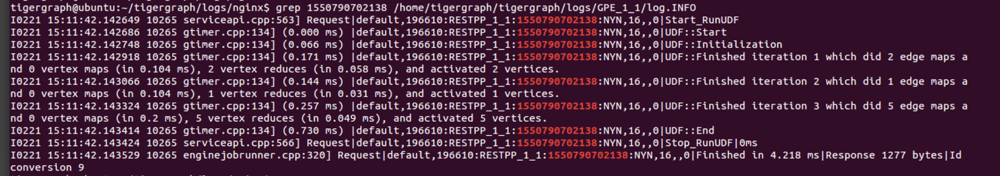 tigergraph@ubuntu:~/tigergraph/logs/nginx$ grep 1550790702138 /home/tigergraph/tigergraph/logs/GPE_1_1/log.INFO
I0221 15:11:42.142649 10265 serviceapi.cpp:563] Request|default,196610:RESTPP_1_1:1550790702138:NYN,16,,0|Start_RunUDF
I0221 15:11:42.142686 10265 gtimer.cpp:134] (0.000 ms) |default,196610:RESTPP_1_1:1550790702138:NYN,16,,0|UDF::Start
I0221 15:11:42.142748 10265 gtimer.cpp:134] (0.066 ms) |default,196610:RESTPP_1_1:1550790702138:NYN,16,,0|UDF::Initialization
I0221 15:11:42.142918 10265 gtimer.cpp:134] (0.171 ms) |default,196610:RESTPP_1_1:1550790702138:NYN,16,,0|UDF::Finished iteration 1 which did 2 edge maps a
nd 0 vertex maps (in 0.104 ms), 2 vertex reduces (in 0.058 ms), and activated 2 vertices.
I0221 15:11:42.143066 10265 gtimer.cpp:134] (0.144 ms) |default,196610:RESTPP_1_1:1550790702138:NYN,16,,0|UDF::Finished iteration 2 which did 1 edge maps a
nd 0 vertex maps (in 0.104 ms), 1 vertex reduces (in 0.031 ms), and activated 1 vertices.
I0221 15:11:42.143324 10265 gtimer.cpp:134] (0.257 ms) |default,196610:RESTPP_1_1:1550790702138:NYN,16,,0|UDF::Finished iteration 3 which did 5 edge maps a
nd 0 vertex maps (in 0.2 ms), 5 vertex reduces (in 0.049 ms), and activated 5 vertices.
I0221 15:11:42.143414 10265 gtimer.cpp:134] (0.730 ms) |default,196610:RESTPP_1_1:1550790702138:NYN,16,,0|UDF::End
I0221 15:11:42.143424 10265 serviceapi.cpp:566] Request|default,196610:RESTPP_1_1:1550790702138:NYN,16,,0|Stop_RunUDF|0ms
I0221 15:11:42.143529 10265 enginejobrunner.cpp:320] Request|default,196610:RESTPP_1_1:1550790702138:NYN,16,,0|Finished in 4.218 ms|Response 1277 bytes|Id
conversion 9